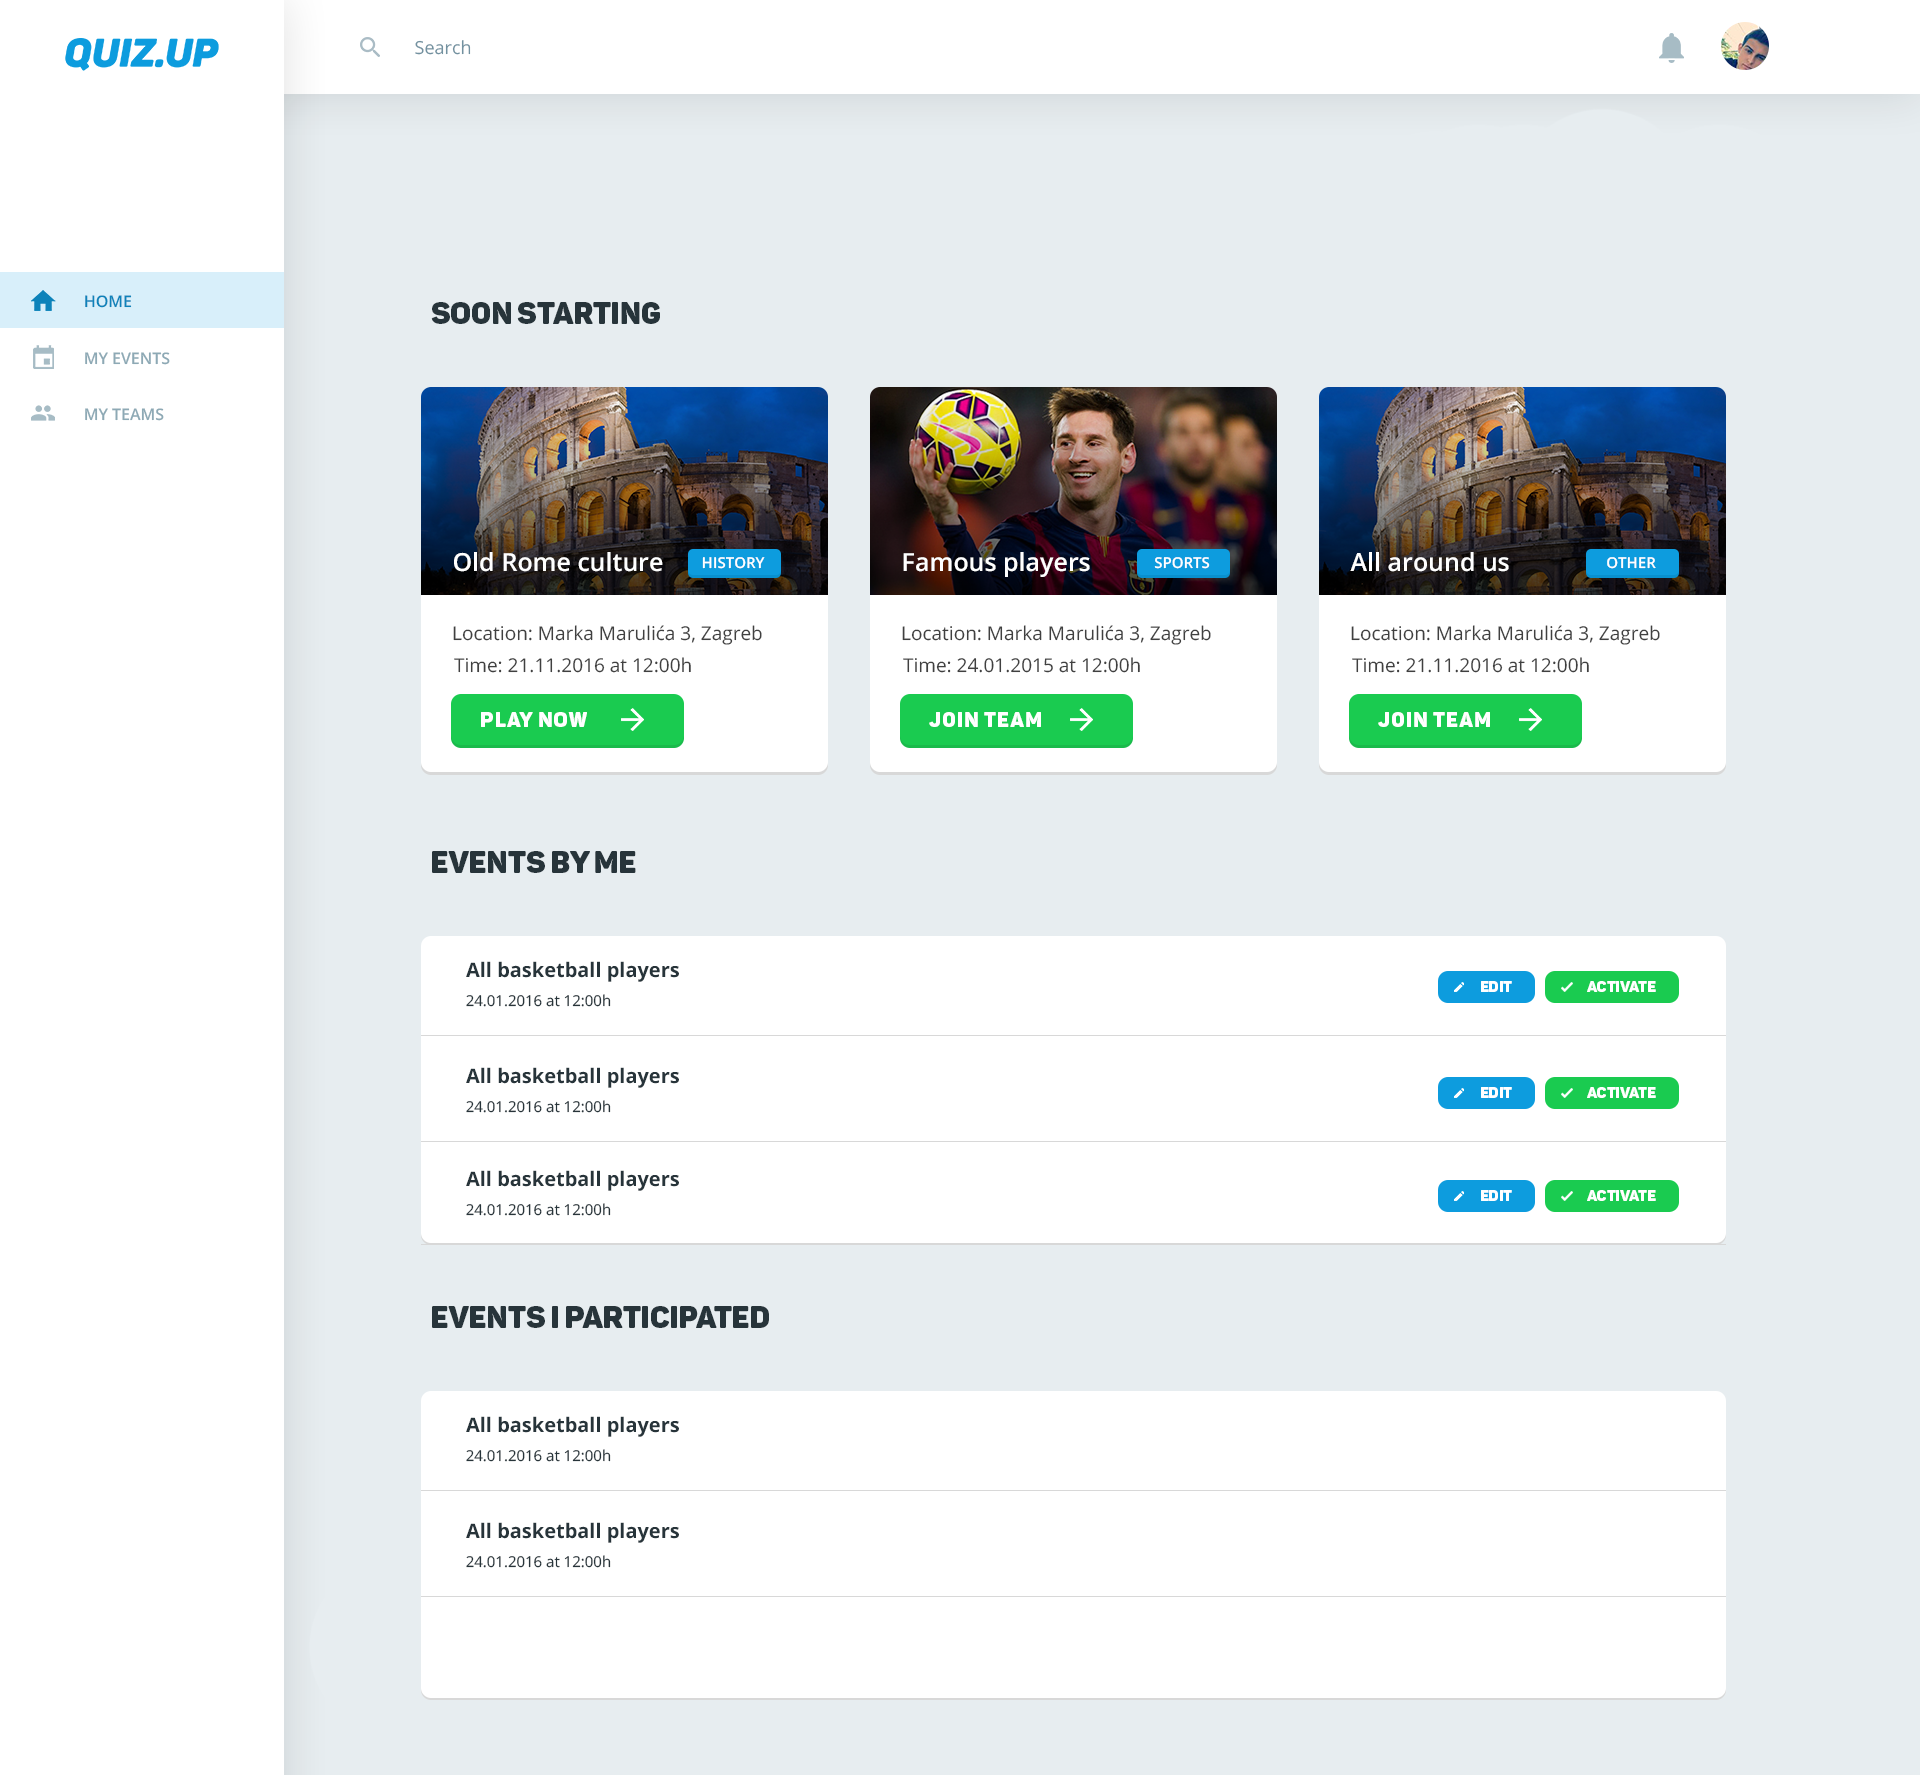 QUIZ.UP
Search
HOME
MY EVENTS
MY TEAMS
SOON STARTING
Old Rome culture HISTORY
Location: Marka Marulića 3, Zagreb
Time: 21.11.2016 at 12:00h
PLAY NOW
Famous players SPORTS
Location: Marka Marulića 3, Zagreb
Time: 24.01.2015 at 12:00h
JOIN TEAM
All around us OTHER
Location: Marka Marulića 3, Zagreb
Time: 21.11.2016 at 12:00h
JOIN TEAM
EVENTS BY ME
All basketball players
24.01.2016 at 12:00h
EDIT ACTIVATE
All basketball players
24.01.2016 at 12:00h
EDIT ACTIVATE
All basketball players
24.01.2016 at 12:00h
EDIT ACTIVATE
EVENTS I PARTICIPATED
All basketball players
24.01.2016 at 12:00h
All basketball players
24.01.2016 at 12:00h